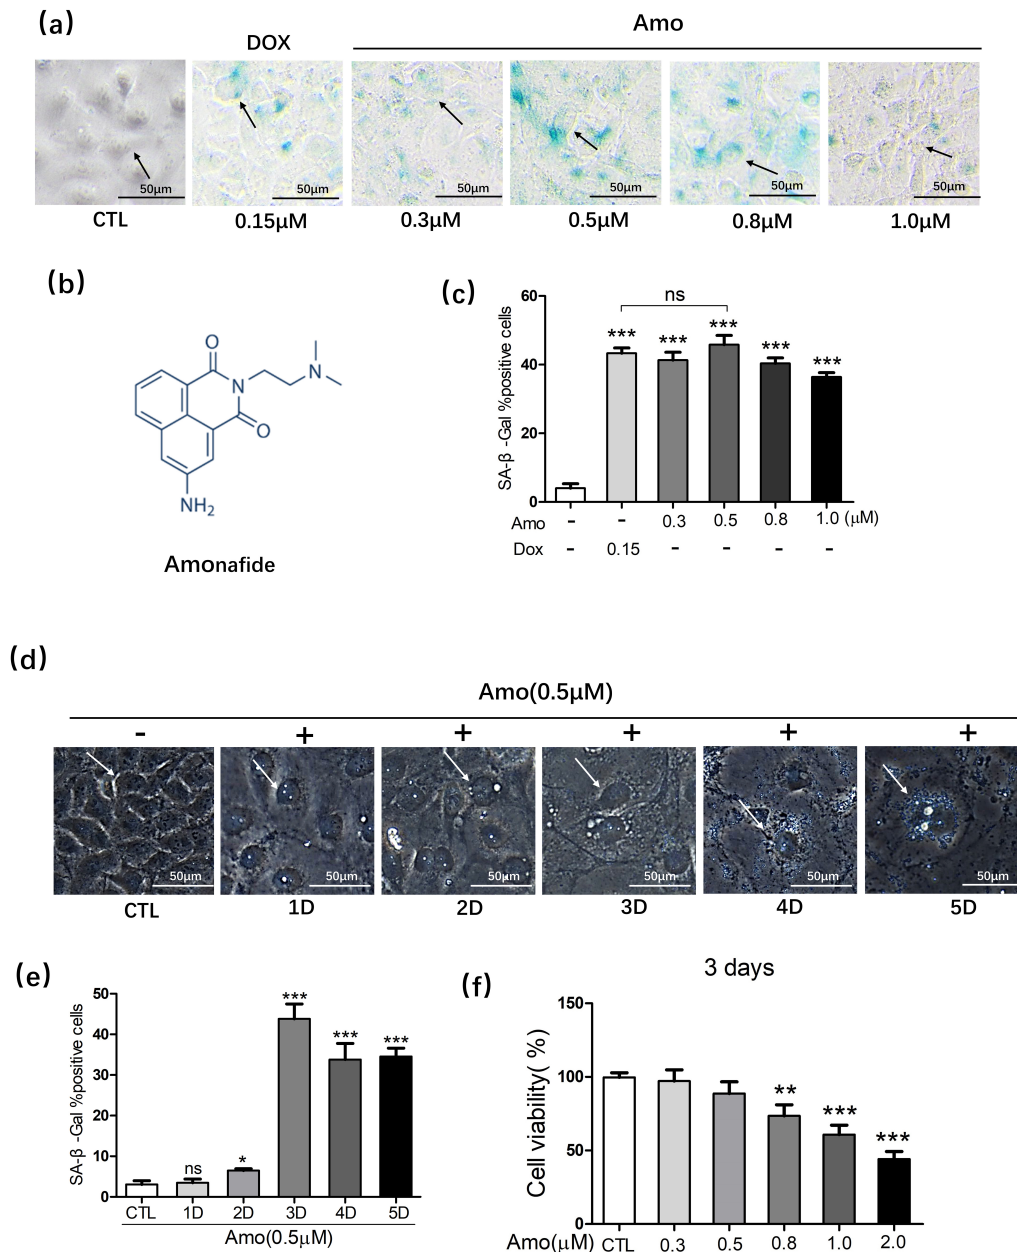 (a)
DOX
Amo
50μm 50μm 50μm 50μm 50μm 50μm
CTL 0.15μM 0.3μM 0.5μM 0.8μM 1.0μM
(b)
O
N
N
O
NH2
Amonafide
(c)
SA-β -Gal %positive cells
60
40
20
0
ns
*** *** *** *** ***
Amo - - 0.3 0.5 0.8 1.0 (μM)
Dox - 0.15 - - - -
(d)
Amo(0.5μM)
- + + + + +
50μm 50μm 50μm 50μm 50μm 50μm
CTL 1D 2D 3D 4D 5D
(e)
SA-β -Gal %positive cells
50
40
30
20
10
0
ns * *** *** ***
CTL 1D 2D 3D 4D 5D
Amo(0.5μM)
(f)
3 days
Cell viability( %)
150
100
50
0
** *** ***
Amo(μM) CTL 0.3 0.5 0.8 1.0 2.0